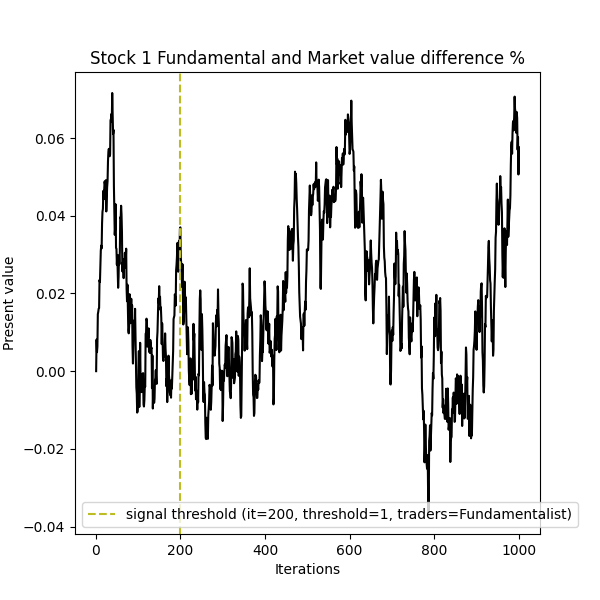 Stock 1 Fundamental and Market value difference %
Present value
0.06
0.04
0.02
0.00
−0.02
−0.04
signal threshold (it=200, threshold=1, traders=Fundamentalist)
0 200 400 600 800 1000
Iterations